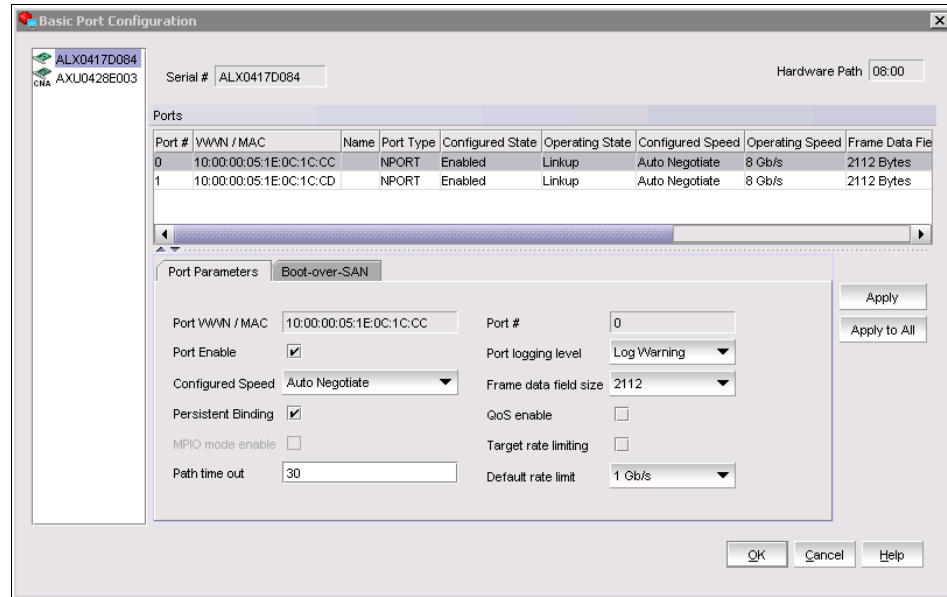 Basic Port Configuration
ALX0417D084
CNA AXU0428E003
Serial # ALX0417D084
Hardware Path 08:00
Ports
Port # WWN / MAC Name Port Type Configured State Operating State Configured Speed Operating Speed Frame Data Fie
0 10:00:00:05:1E:0C:1C:CC NPORT Enabled Linkup Auto Negotiate 8 Gb/s 2112 Bytes
1 10:00:00:05:1E:0C:1C:CD NPORT Enabled Linkup Auto Negotiate 8 Gb/s 2112 Bytes
Port Parameters Boot-over-SAN
Apply
Apply to All
Port WWN / MAC 10:00:00:05:1E:0C:1C:CC Port # 0
Port Enable Port logging level Log Warning
Configured Speed Auto Negotiate Frame data field size 2112
Persistent Binding QoS enable
MPIO mode enable Target rate limiting
Path time out 30 Default rate limit 1 Gb/s
OK Cancel Help